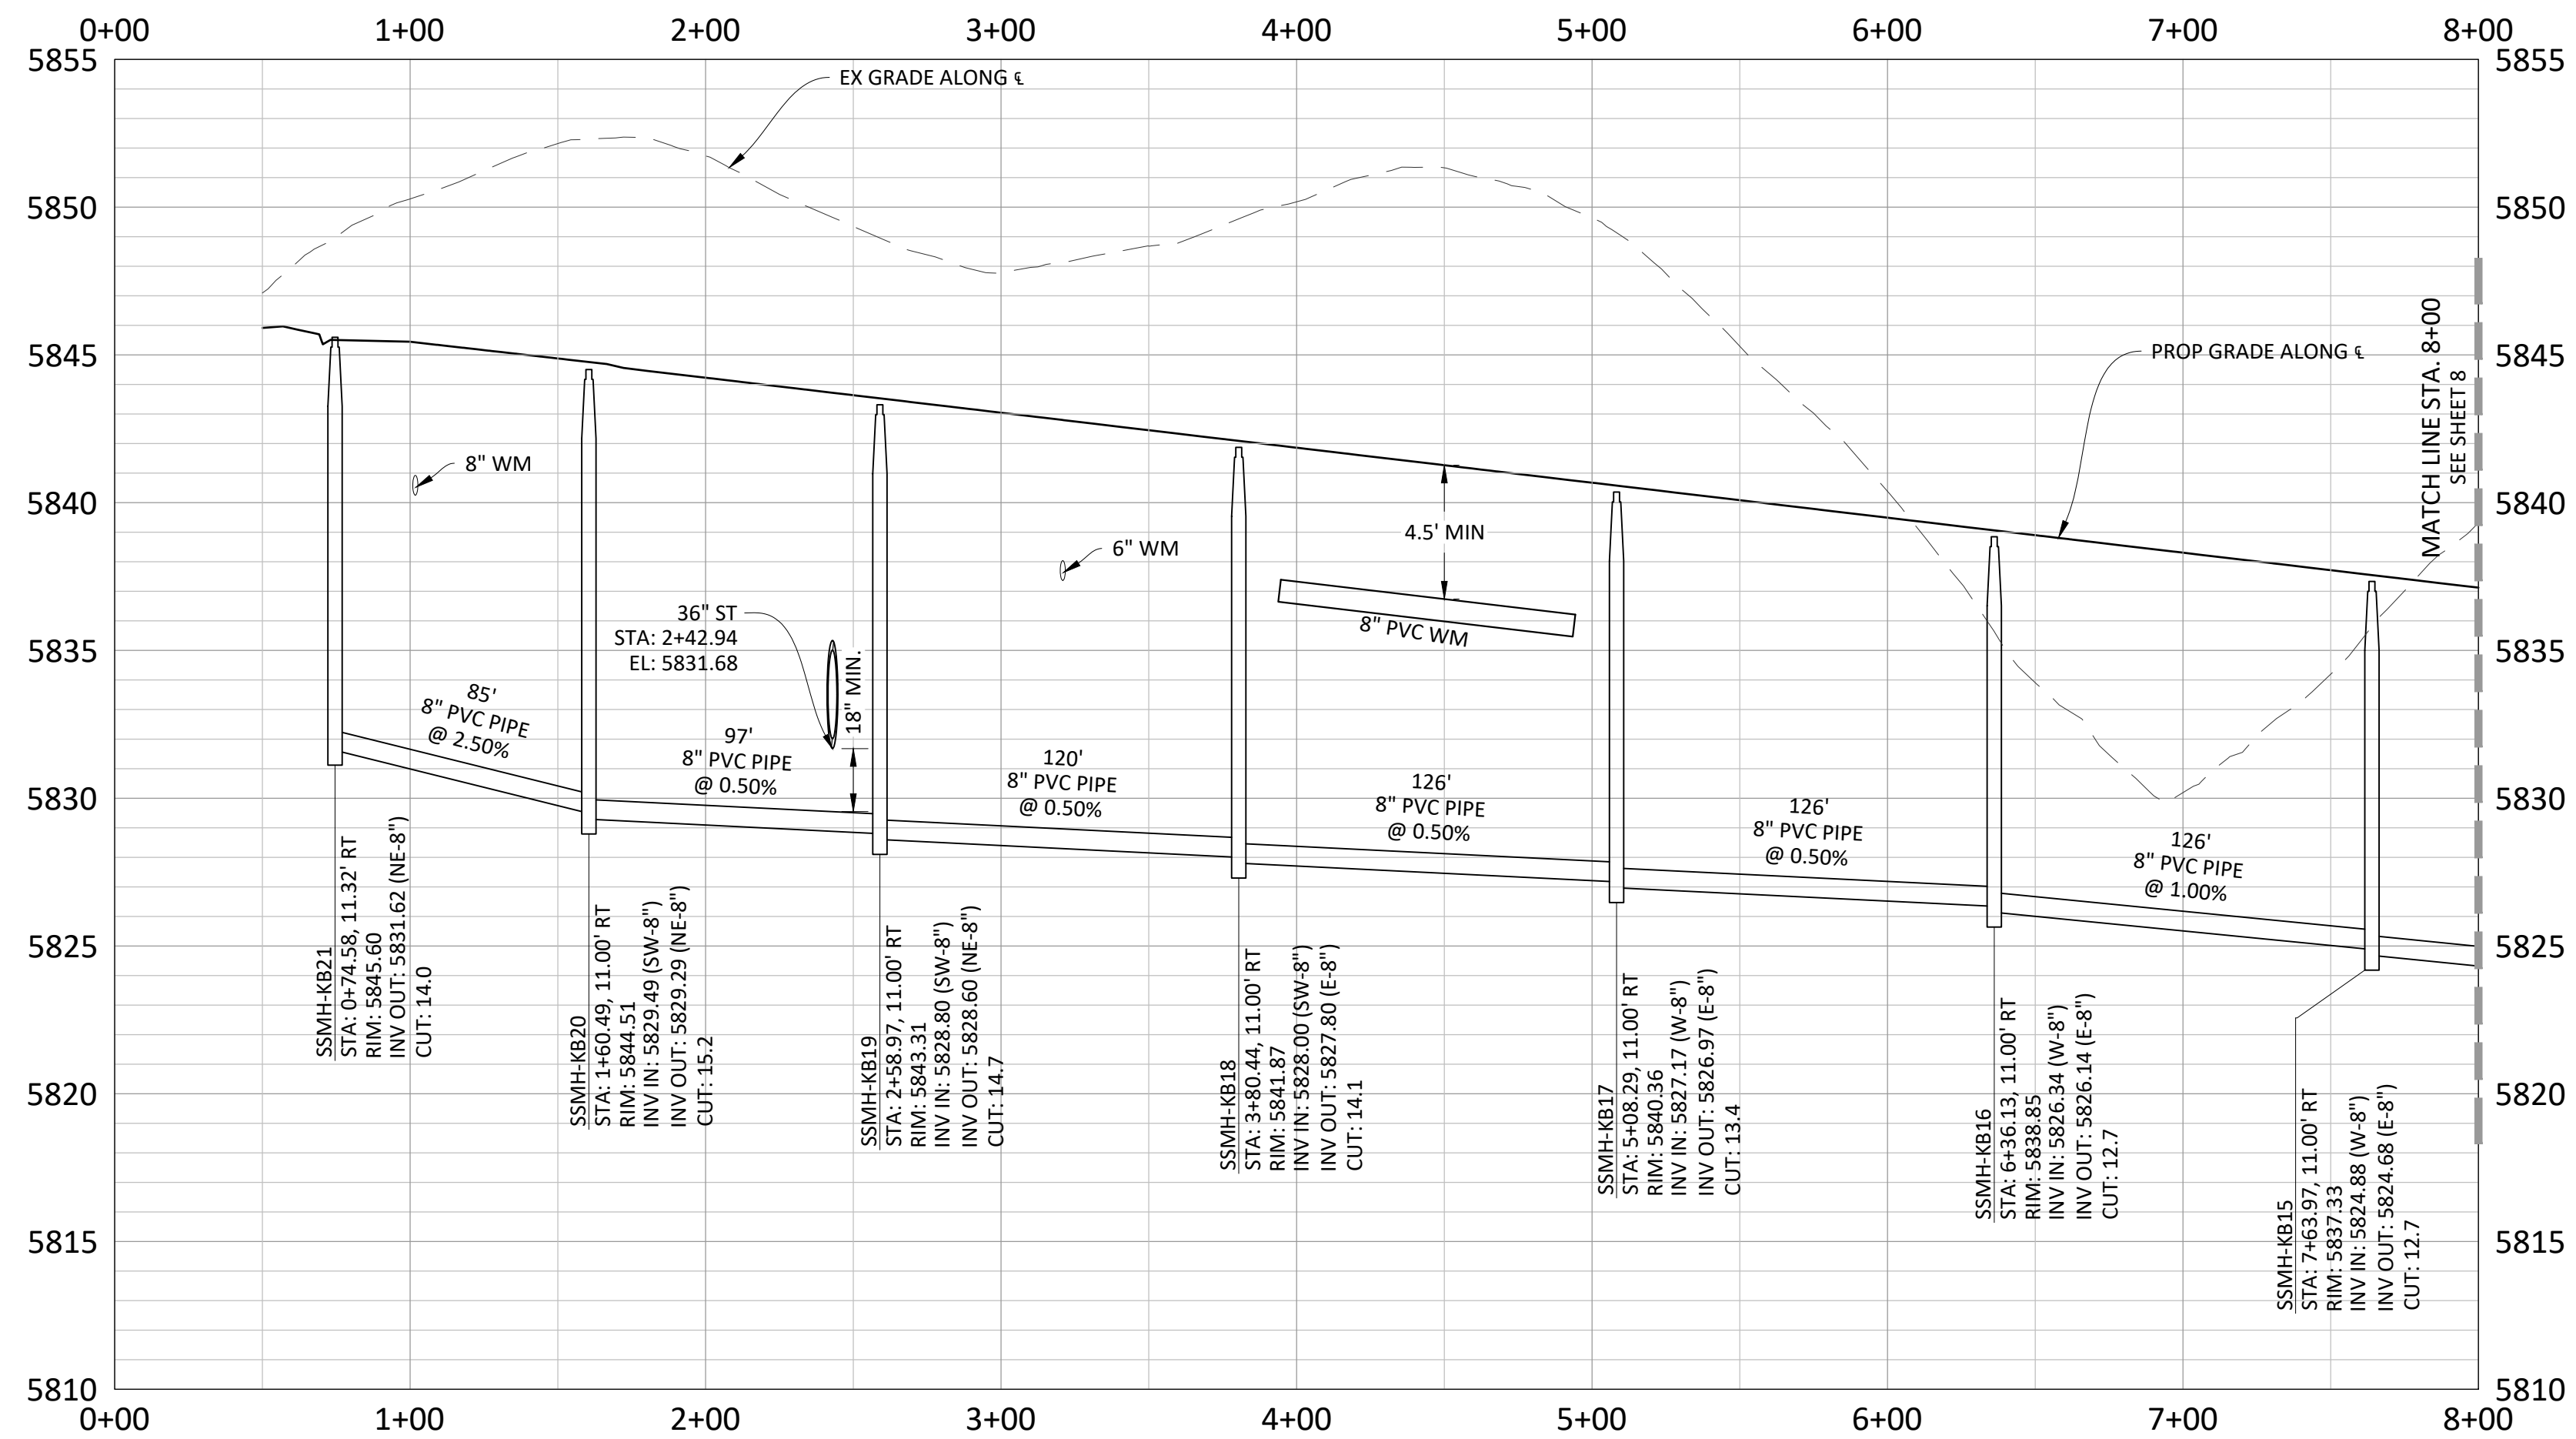 0+00 1+00 2+00 3+00 4+00 5+00 6+00 7+00 8+00
5855
5850
5845
5840
5835
5830
5825
5820
5815
5810
5855
5850
5845
5840
5835
5830
5825
5820
5815
5810
EX GRADE ALONG ℄
PROP GRADE ALONG ℄
MATCH LINE STA. 8+00
SEE SHEET 8
8" WM
6" WM
36" ST
STA: 2+42.94
EL: 5831.68
18" MIN.
4.5' MIN
8" PVC WM
85'
8" PVC PIPE
@ 2.50%
97'
8" PVC PIPE
@ 0.50%
120'
8" PVC PIPE
@ 0.50%
126'
8" PVC PIPE
@ 0.50%
126'
8" PVC PIPE
@ 0.50%
126'
8" PVC PIPE
@ 1.00%
SSMH-KB21
STA: 0+74.58, 11.32' RT
RIM: 5845.60
INV OUT: 5831.62 (NE-8")
CUT: 14.0
SSMH-KB20
STA: 1+60.49, 11.00' RT
RIM: 5844.51
INV IN: 5829.49 (SW-8")
INV OUT: 5829.29 (NE-8")
CUT: 15.2
SSMH-KB19
STA: 2+58.97, 11.00' RT
RIM: 5843.31
INV IN: 5828.80 (SW-8")
INV OUT: 5828.60 (NE-8")
CUT: 14.7
SSMH-KB18
STA: 3+80.44, 11.00' RT
RIM: 5841.87
INV IN: 5828.00 (SW-8")
INV OUT: 5827.80 (E-8")
CUT: 14.1
SSMH-KB17
STA: 5+08.29, 11.00' RT
RIM: 5840.36
INV IN: 5827.17 (W-8")
INV OUT: 5826.97 (E-8")
CUT: 13.4
SSMH-KB16
STA: 6+36.13, 11.00' RT
RIM: 5838.85
INV IN: 5826.34 (W-8")
INV OUT: 5826.14 (E-8")
CUT: 12.7
SSMH-KB15
STA: 7+63.97, 11.00' RT
RIM: 5837.33
INV IN: 5824.88 (W-8")
INV OUT: 5824.68 (E-8")
CUT: 12.7
0+00 1+00 2+00 3+00 4+00 5+00 6+00 7+00 8+00